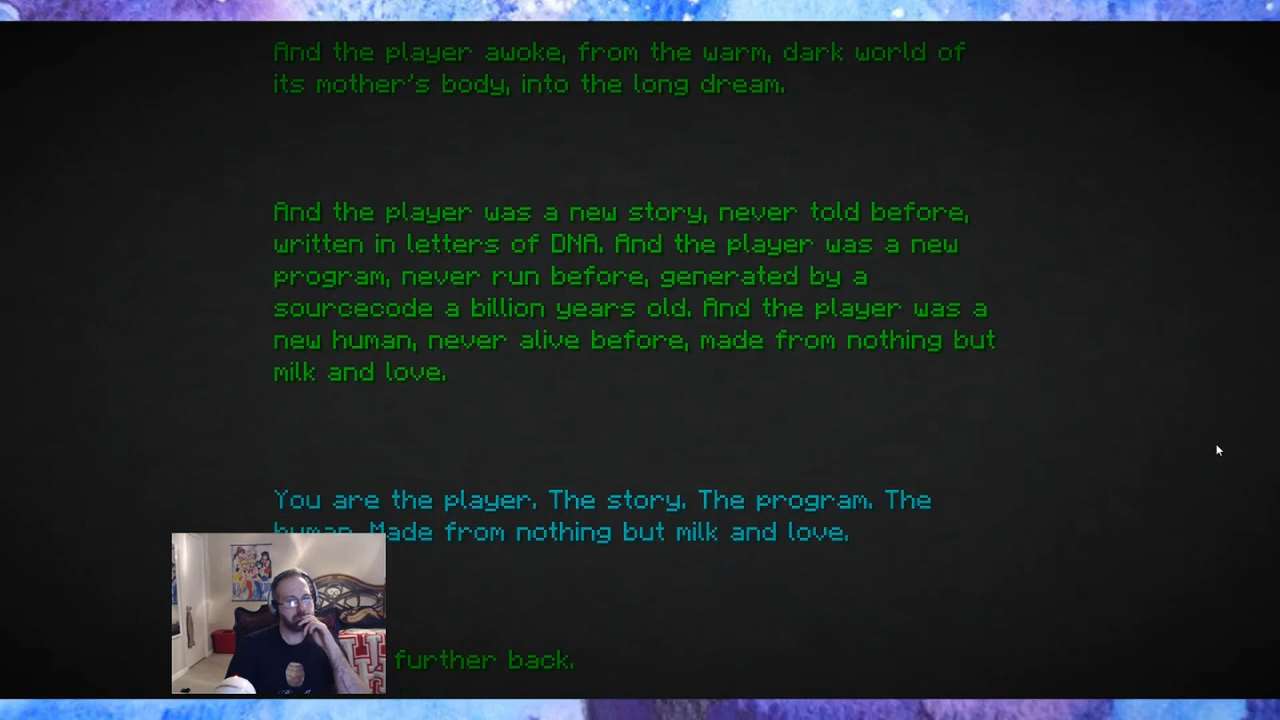 And the player awoke, from the warm, dark world of
its mother's body, into the long dream.
And the player was a new story, never told before,
written in letters of DNA. And the player was a new
program, never run before, generated by a
sourcecode a billion years old. And the player was a
new human, never alive before, made from nothing but
milk and love.
You are the player. The story. The program. The
human. Made from nothing but milk and love.
further back.